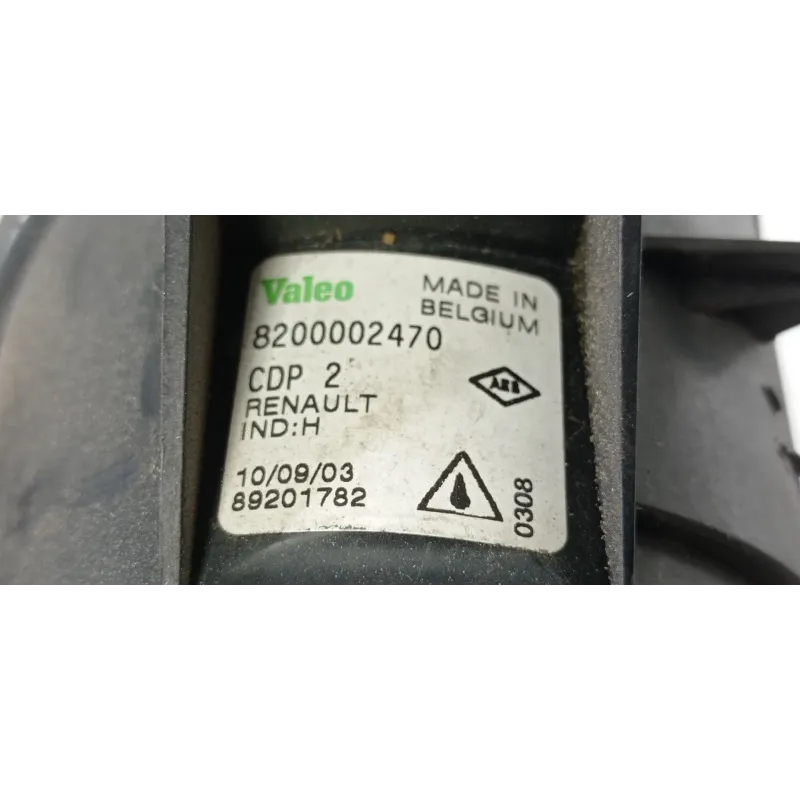 Valeo
MADE IN
BELGIUM
8200002470
CDP 2
RENAULT
IND:H
10/09/03
89201782
0308